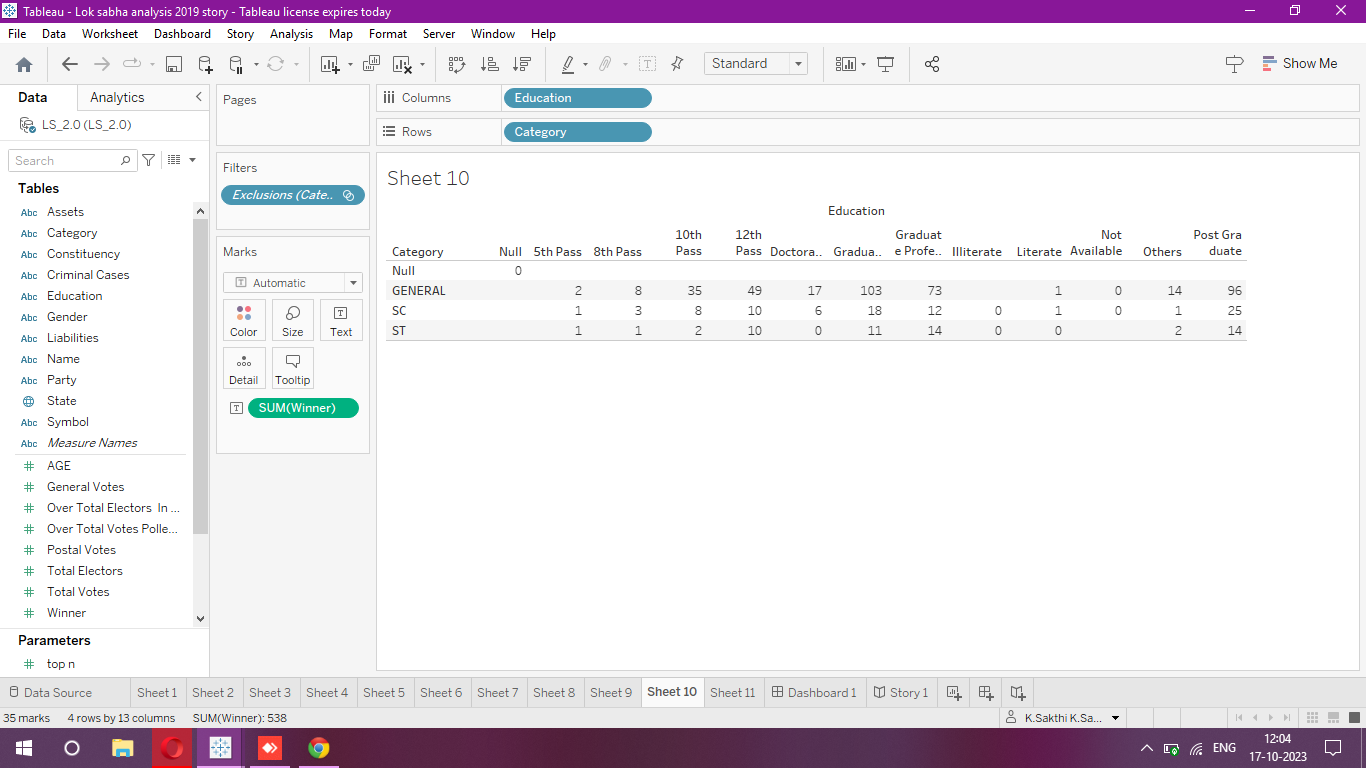 Tableau - Lok sabha analysis 2019 story - Tableau license expires today
File Data Worksheet Dashboard Story Analysis Map Format Server Window Help
Standard
Show Me
Data Analytics
LS_2.0 (LS_2.0)
Search
Tables
Abc Assets
Abc Category
Abc Constituency
Abc Criminal Cases
Abc Education
Abc Gender
Abc Liabilities
Abc Name
Abc Party
State
Abc Symbol
Abc Measure Names
# AGE
# General Votes
# Over Total Electors In ...
# Over Total Votes Polle...
# Postal Votes
# Total Electors
# Total Votes
# Winner
Parameters
# top n
Pages
Filters
Exclusions (Cate..
Marks
T Automatic
Color Size Text
Detail Tooltip
T SUM(Winner)
Columns Education
Rows Category
Sheet 10
Education
Category Null 5th Pass 8th Pass 10th Pass 12th Pass Doctora.. Gradua.. Graduat e Profe.. Illiterate Literate Not Available Others Post Gra duate
Null 0
GENERAL 2 8 35 49 17 103 73 1 0 14 96
SC 1 3 8 10 6 18 12 0 1 0 1 25
ST 1 1 2 10 0 11 14 0 0 2 14
Data Source Sheet 1 Sheet 2 Sheet 3 Sheet 4 Sheet 5 Sheet 6 Sheet 7 Sheet 8 Sheet 9 Sheet 10 Sheet 11 Dashboard 1 Story 1
35 marks 4 rows by 13 columns SUM(Winner): 538
K.Sakthi K.Sa...
ENG
12:04
17-10-2023